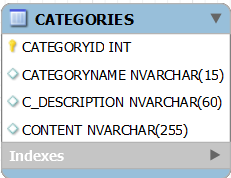 CATEGORIES
CATEGORYID INT
CATEGORYNAME NVARCHAR(15)
C_DESCRIPTION NVARCHAR(60)
CONTENT NVARCHAR(255)
Indexes